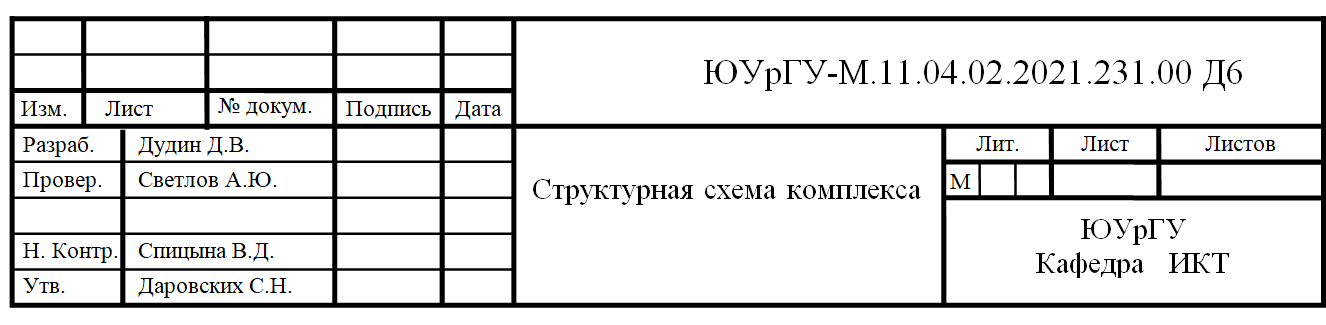 ЮУрГУ-М.11.04.02.2021.231.00 Д6
Изм. Лист № докум. Подпись Дата
Разраб. Дудин Д.В.
Провер. Светлов А.Ю.
Н. Контр. Спицына В.Д.
Утв. Даровских С.Н.
Структурная схема комплекса
Лит. Лист Листов
М
ЮУрГУ
Кафедра ИКТ